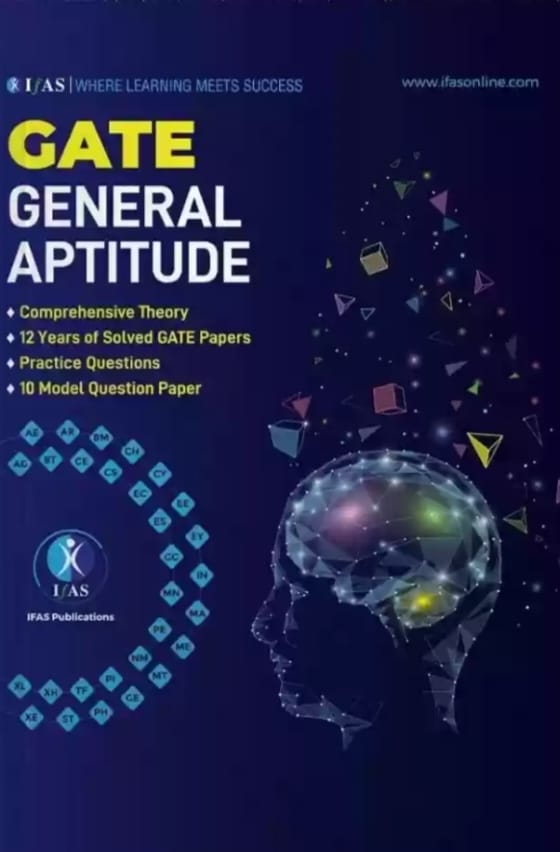 IfAS | WHERE LEARNING MEETS SUCCESS
www.ifasonline.com
GATE
GENERAL
APTITUDE
♦ Comprehensive Theory
♦ 12 Years of Solved GATE Papers
♦ Practice Questions
♦ 10 Model Question Paper
AE
AR
BM
CH
CY
AG
BT
CE
CS
EC
EE
ES
EY
GG
IN
MN
MA
PE
ME
NM
MT
PI
GE
TF
PH
XH
ST
XL
XE
IfAS
IFAS Publications